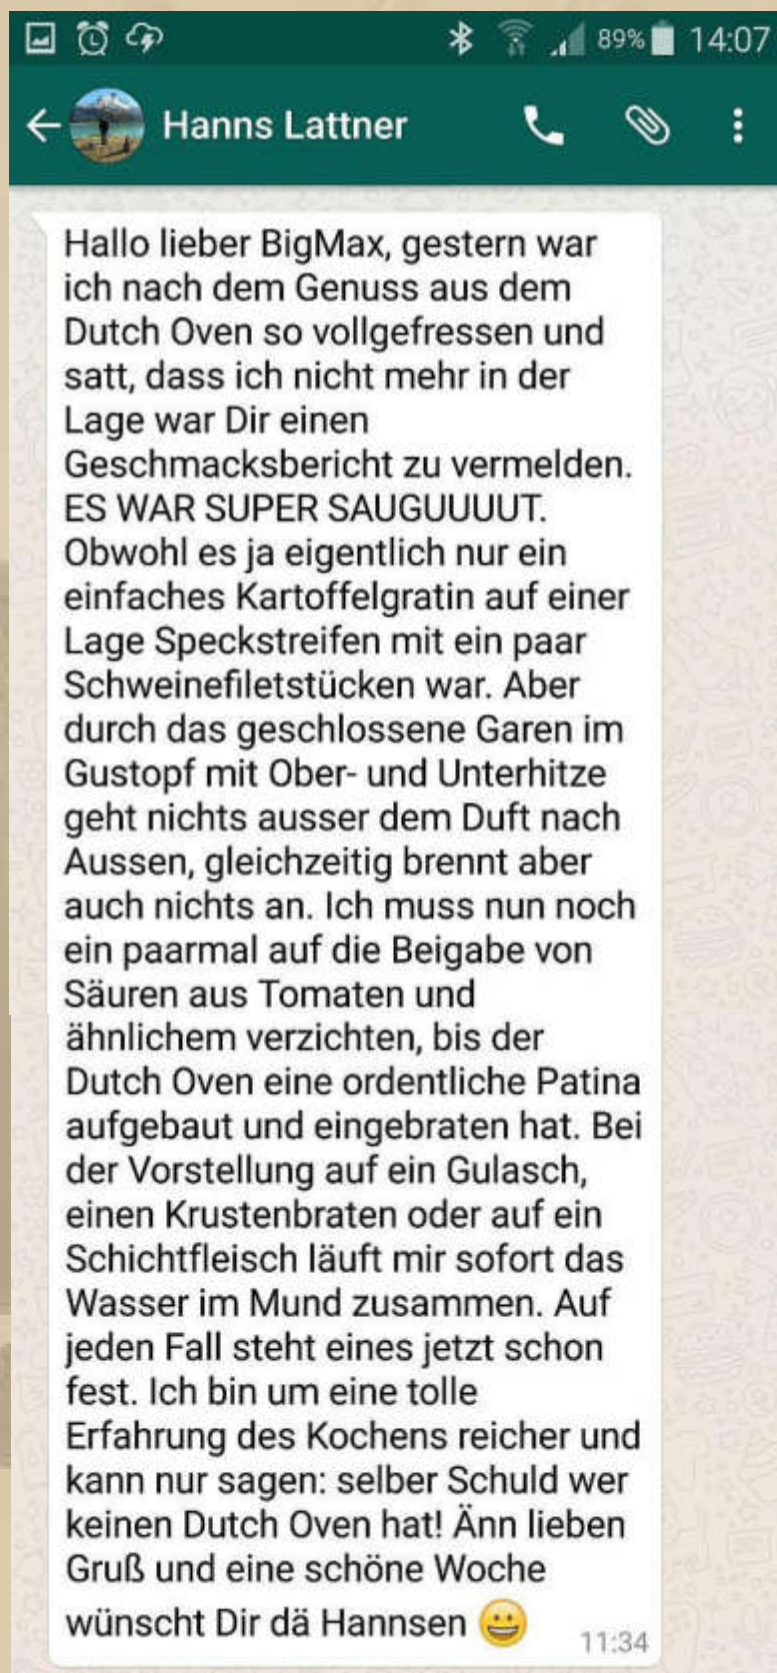 89% 14:07
Hanns Lattner
Hallo lieber BigMax, gestern war
ich nach dem Genuss aus dem
Dutch Oven so vollgefressen und
satt, dass ich nicht mehr in der
Lage war Dir einen
Geschmacksbericht zu vermelden.
ES WAR SUPER SAUGUUUUT.
Obwohl es ja eigentlich nur ein
einfaches Kartoffelgratin auf einer
Lage Speckstreifen mit ein paar
Schweinefiletstücken war. Aber
durch das geschlossene Garen im
Gustopf mit Ober- und Unterhitze
geht nichts ausser dem Duft nach
Aussen, gleichzeitig brennt aber
auch nichts an. Ich muss nun noch
ein paarmal auf die Beigabe von
Säuren aus Tomaten und
ähnlichem verzichten, bis der
Dutch Oven eine ordentliche Patina
aufgebaut und eingebraten hat. Bei
der Vorstellung auf ein Gulasch,
einen Krustenbraten oder auf ein
Schichtfleisch läuft mir sofort das
Wasser im Mund zusammen. Auf
jeden Fall steht eines jetzt schon
fest. Ich bin um eine tolle
Erfahrung des Kochens reicher und
kann nur sagen: selber Schuld wer
keinen Dutch Oven hat! Änn lieben
Gruß und eine schöne Woche
wünscht Dir dä Hannsen 😀
11:34